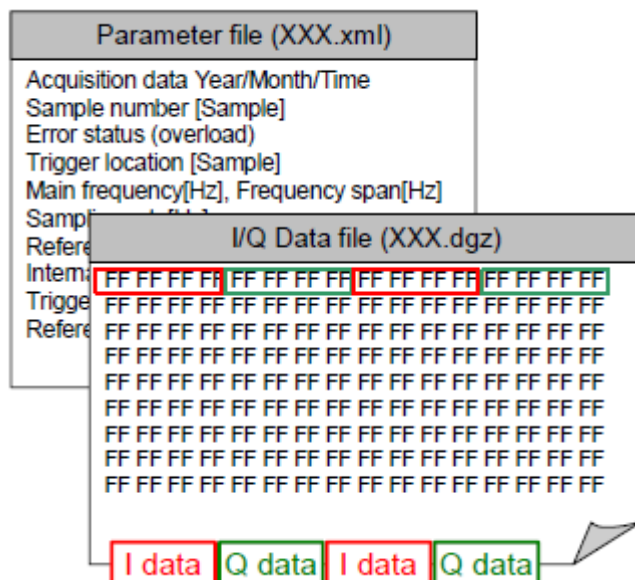 Parameter file (XXX.xml)
Acquisition data Year/Month/Time
Sample number [Sample]
Error status (overload)
Trigger location [Sample]
Main frequency[Hz], Frequency span[Hz]
I/Q Data file (XXX.dgz)
FF FF FF FF FF FF FF FF FF FF FF FF FF FF FF FF
FF FF FF FF FF FF FF FF FF FF FF FF FF FF FF FF
FF FF FF FF FF FF FF FF FF FF FF FF FF FF FF FF
FF FF FF FF FF FF FF FF FF FF FF FF FF FF FF FF
FF FF FF FF FF FF FF FF FF FF FF FF FF FF FF FF
FF FF FF FF FF FF FF FF FF FF FF FF FF FF FF FF
FF FF FF FF FF FF FF FF FF FF FF FF FF FF FF FF
FF FF FF FF FF FF FF FF FF FF FF FF FF FF FF FF
FF FF FF FF FF FF FF FF FF FF FF FF FF FF FF FF
I data Q data I data Q data